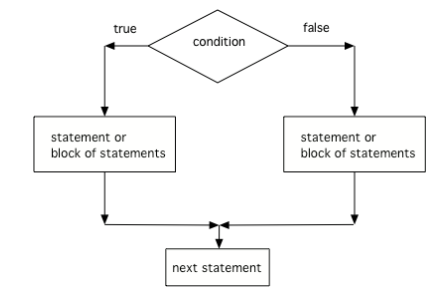 true
false
condition
statement or
block of statements
statement or
block of statements
next statement